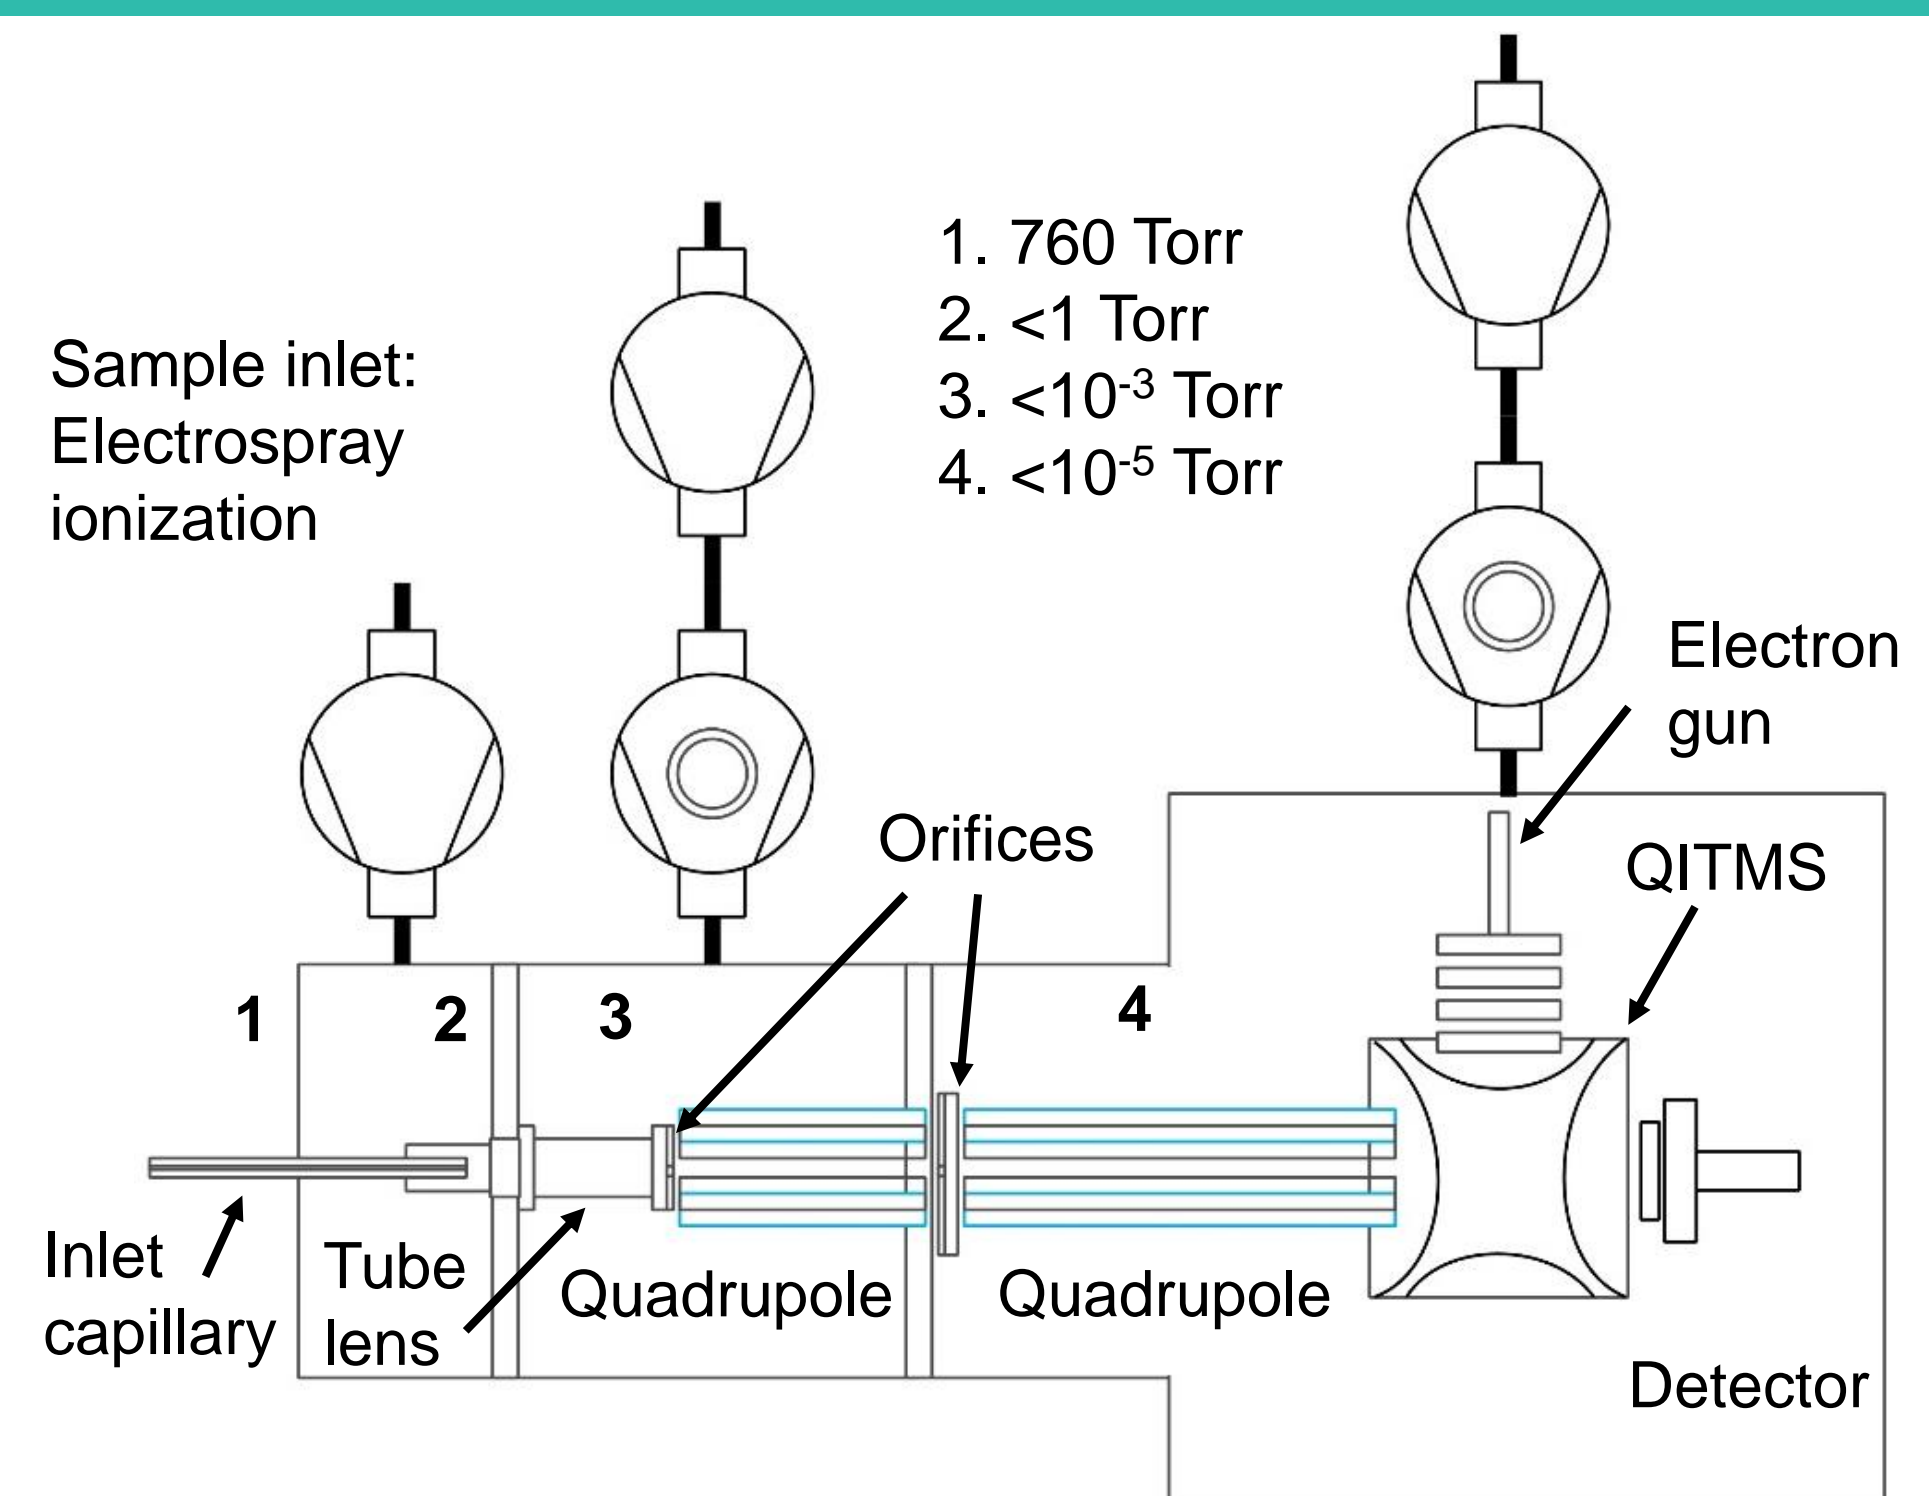 1. 760 Torr
2. <1 Torr
3. <10⁻³ Torr
4. <10⁻⁵ Torr
Sample inlet:
Electrospray
ionization
Electron
gun
Orifices
QITMS
1
2
3
4
Inlet
capillary
Tube
lens
Quadrupole
Quadrupole
Detector